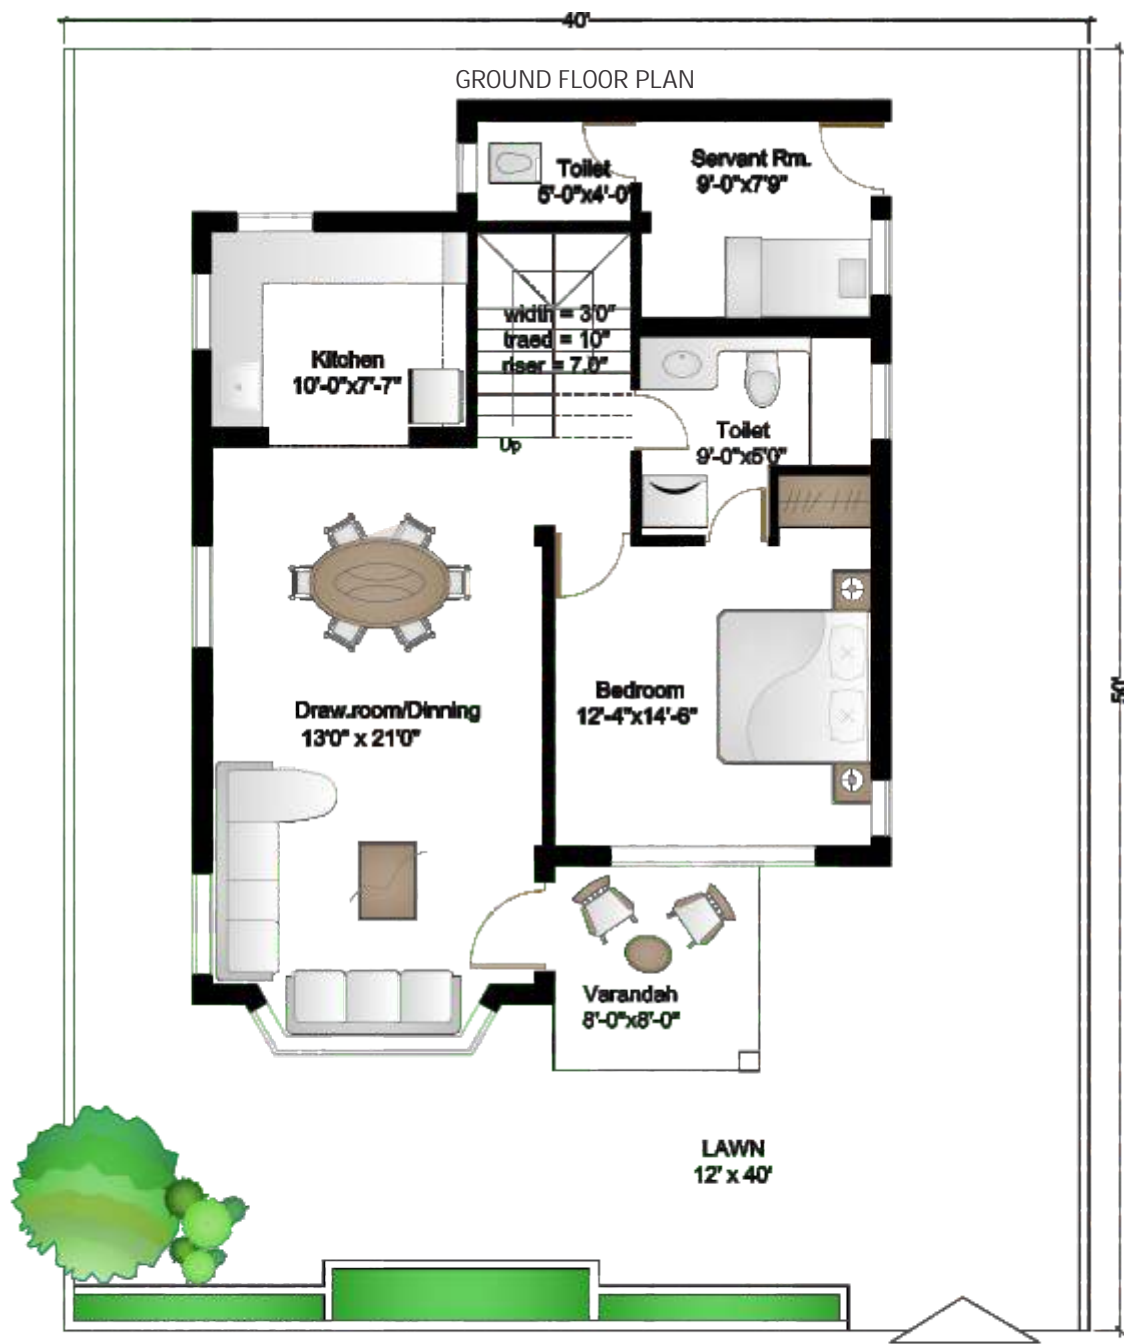 40'
GROUND FLOOR PLAN
Toilet
5'-0"x4'-0"
Servant Rm.
9'-0"x7'9"
width = 3'0"
traed = 10"
riser = 7.0"
Kitchen
10'-0"x7'-7"
Up
Toilet
9'-0"x5'0"
Bedroom
12'-4"x14'-6"
50'
Draw.room/Dinning
13'0" x 21'0"
Varandah
8'-0"x8'-0"
LAWN
12' x 40'